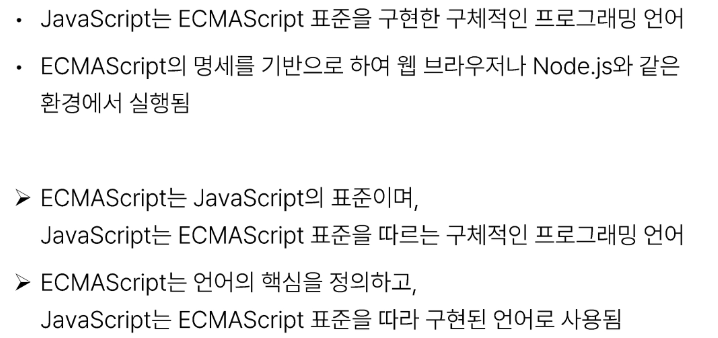 • JavaScript는 ECMAScript 표준을 구현한 구체적인 프로그래밍 언어
• ECMAScript의 명세를 기반으로 하여 웹 브라우저나 Node.js와 같은
환경에서 실행됨
➢ ECMAScript는 JavaScript의 표준이며,
JavaScript는 ECMAScript 표준을 따르는 구체적인 프로그래밍 언어
➢ ECMAScript는 언어의 핵심을 정의하고,
JavaScript는 ECMAScript 표준을 따라 구현된 언어로 사용됨